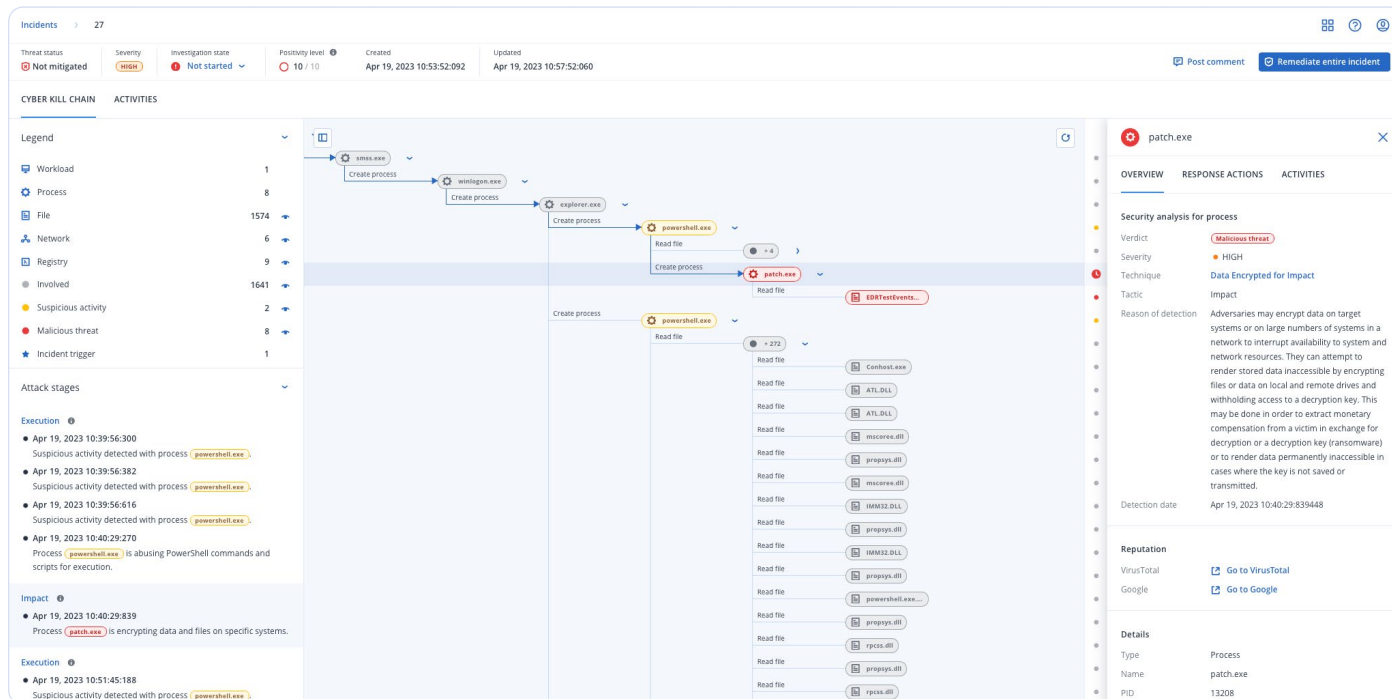 Incidents > 27
Threat status
Not mitigated
Severity
HIGH
Investigation state
Not started
Positivity level
10 / 10
Created
Apr 19, 2023 10:53:52:092
Updated
Apr 19, 2023 10:57:52:060
Post comment
Remediate entire incident
CYBER KILL CHAIN
ACTIVITIES
Legend
Workload 1
Process 8
File 1574
Network 6
Registry 9
Involved 1641
Suspicious activity 2
Malicious threat 8
Incident trigger 1
Attack stages
Execution
Apr 19, 2023 10:39:56:300
Suspicious activity detected with process powershell.exe.
Apr 19, 2023 10:39:56:382
Suspicious activity detected with process powershell.exe.
Apr 19, 2023 10:39:56:616
Suspicious activity detected with process powershell.exe.
Apr 19, 2023 10:40:29:270
Process powershell.exe is abusing PowerShell commands and
scripts for execution.
Impact
Apr 19, 2023 10:40:29:839
Process patch.exe is encrypting data and files on specific systems.
Execution
Apr 19, 2023 10:51:45:188
Suspicious activity detected with process powershell.exe
smss.exe
Create process
winlogon.exe
Create process
explorer.exe
Create process
powershell.exe
Read file
+ 4
Create process
patch.exe
Read file
EDRTestEvents...
Create process
powershell.exe
Read file
+ 272
Read file
Conhost.exe
Read file
ATL.DLL
Read file
ATL.DLL
Read file
mscoree.dll
Read file
propsys.dll
Read file
mscoree.dll
Read file
IMM32.DLL
Read file
propsys.dll
Read file
IMM32.DLL
Read file
propsys.dll
Read file
powershell.exe....
Read file
propsys.dll
Read file
rpcss.dll
Read file
propsys.dll
Read file
rpcss.dll
patch.exe
OVERVIEW
RESPONSE ACTIONS
ACTIVITIES
Security analysis for process
Verdict Malicious threat
Severity HIGH
Technique Data Encrypted for Impact
Tactic Impact
Reason of detection Adversaries may encrypt data on target
systems or on large numbers of systems in a
network to interrupt availability to system and
network resources. They can attempt to
render stored data inaccessible by encrypting
files or data on local and remote drives and
withholding access to a decryption key. This
may be done in order to extract monetary
compensation from a victim in exchange for
decryption or a decryption key (ransomware)
or to render data permanently inaccessible in
cases where the key is not saved or
transmitted.
Detection date Apr 19, 2023 10:40:29:839448
Reputation
VirusTotal Go to VirusTotal
Google Go to Google
Details
Type Process
Name patch.exe
PID 13208